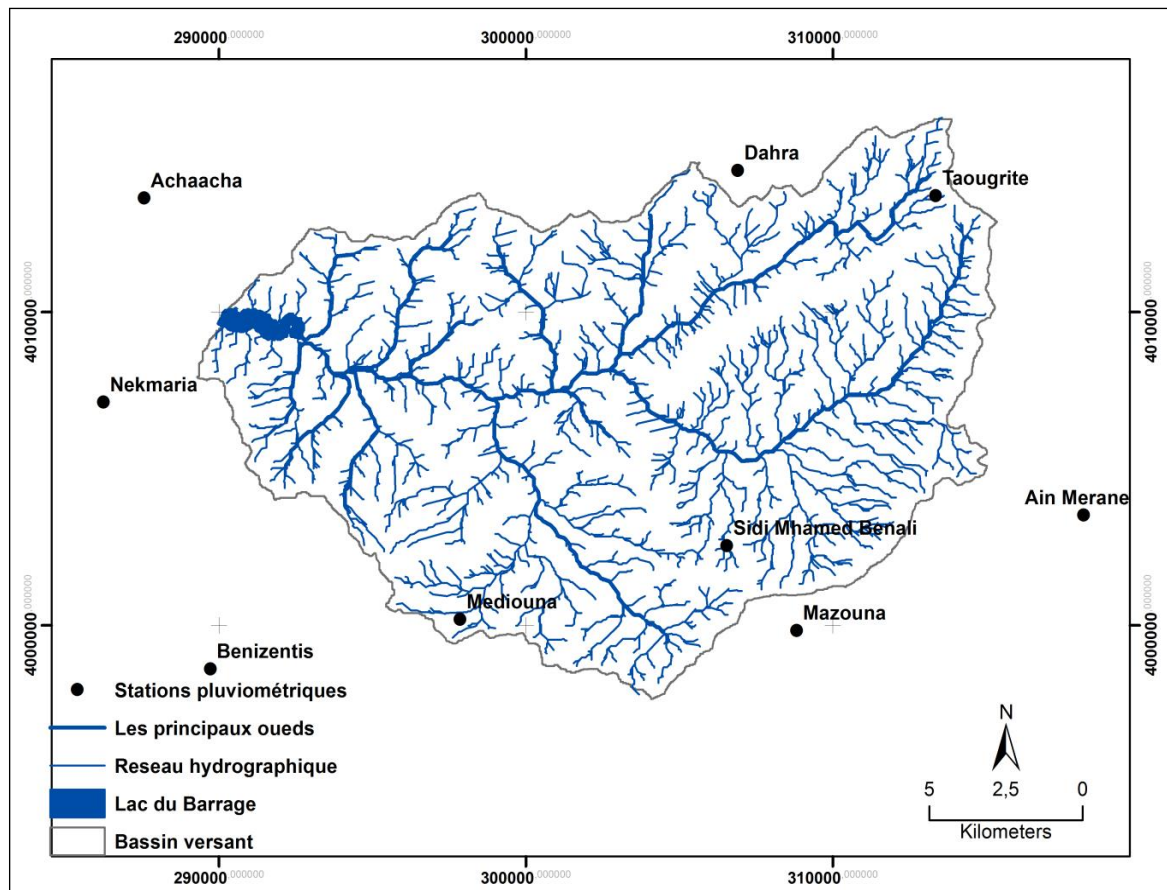 290000,000000 300000,000000 310000,000000
Dahra
Achaacha
Taougrite
4010000,000000
4010000,000000
Nekmaria
Ain Merane
Sidi Mhamed Benali
Mediouna
Mazouna
4000000,000000
4000000,000000
Benizentis
Stations pluviométriques
Les principaux oueds
Reseau hydrographique
Lac du Barrage
Bassin versant
N
5 2,5 0
Kilometers
290000,000000 300000,000000 310000,000000